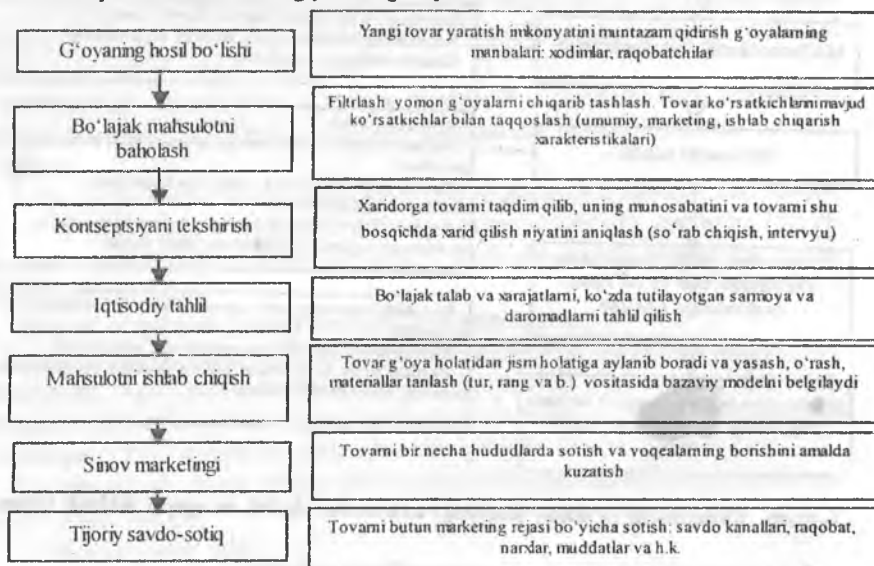 G‘oyaning hosil bo‘lishi
Yangi tovar yaratish imkonyatini muntazam qidirish g‘oyalarning
manbalari: xodimlar, raqobatchilar
Bo‘lajak mahsulotni
baholash
Filtrlash yomon g‘oyalarni chiqarib tashlash. Tovar ko‘rsatkichlarni mavjud
ko‘rsatkichlar bilan taqqoslash (umumiy, marketing, ishlab chiqarish
xarakteristikalari)
Kontseptsiyani tekshirish
Xaridorga tovarni taqdim qilib, uning munosabatini va tovarni shu
bosqichda xarid qilish niyatini aniqlash (so‘rab chiqish, intervyu)
Iqtisodiy tahlil
Bo‘lajak talab va xarajatlarni, ko‘zda tutilayotgan sarmoya va
daromadlarni tahlil qilish
Mahsulotni ishlab chiqish
Tovar g‘oya holatidan jism holatiga aylanib boradi va yasash, o‘rash,
materiallar tanlash (tur, rang va b.) vositasida bazaviy modelni belgilaydi
Sinov marketingi
Tovarni bir necha hududlarda sotish va voqealarning borishini amalda
kuzatish
Tijoriy savdo-sotiq
Tovarni butun marketing rejasi bo‘yicha sotish: savdo kanallari, raqobat,
narxlar, muddatlar va h.k.